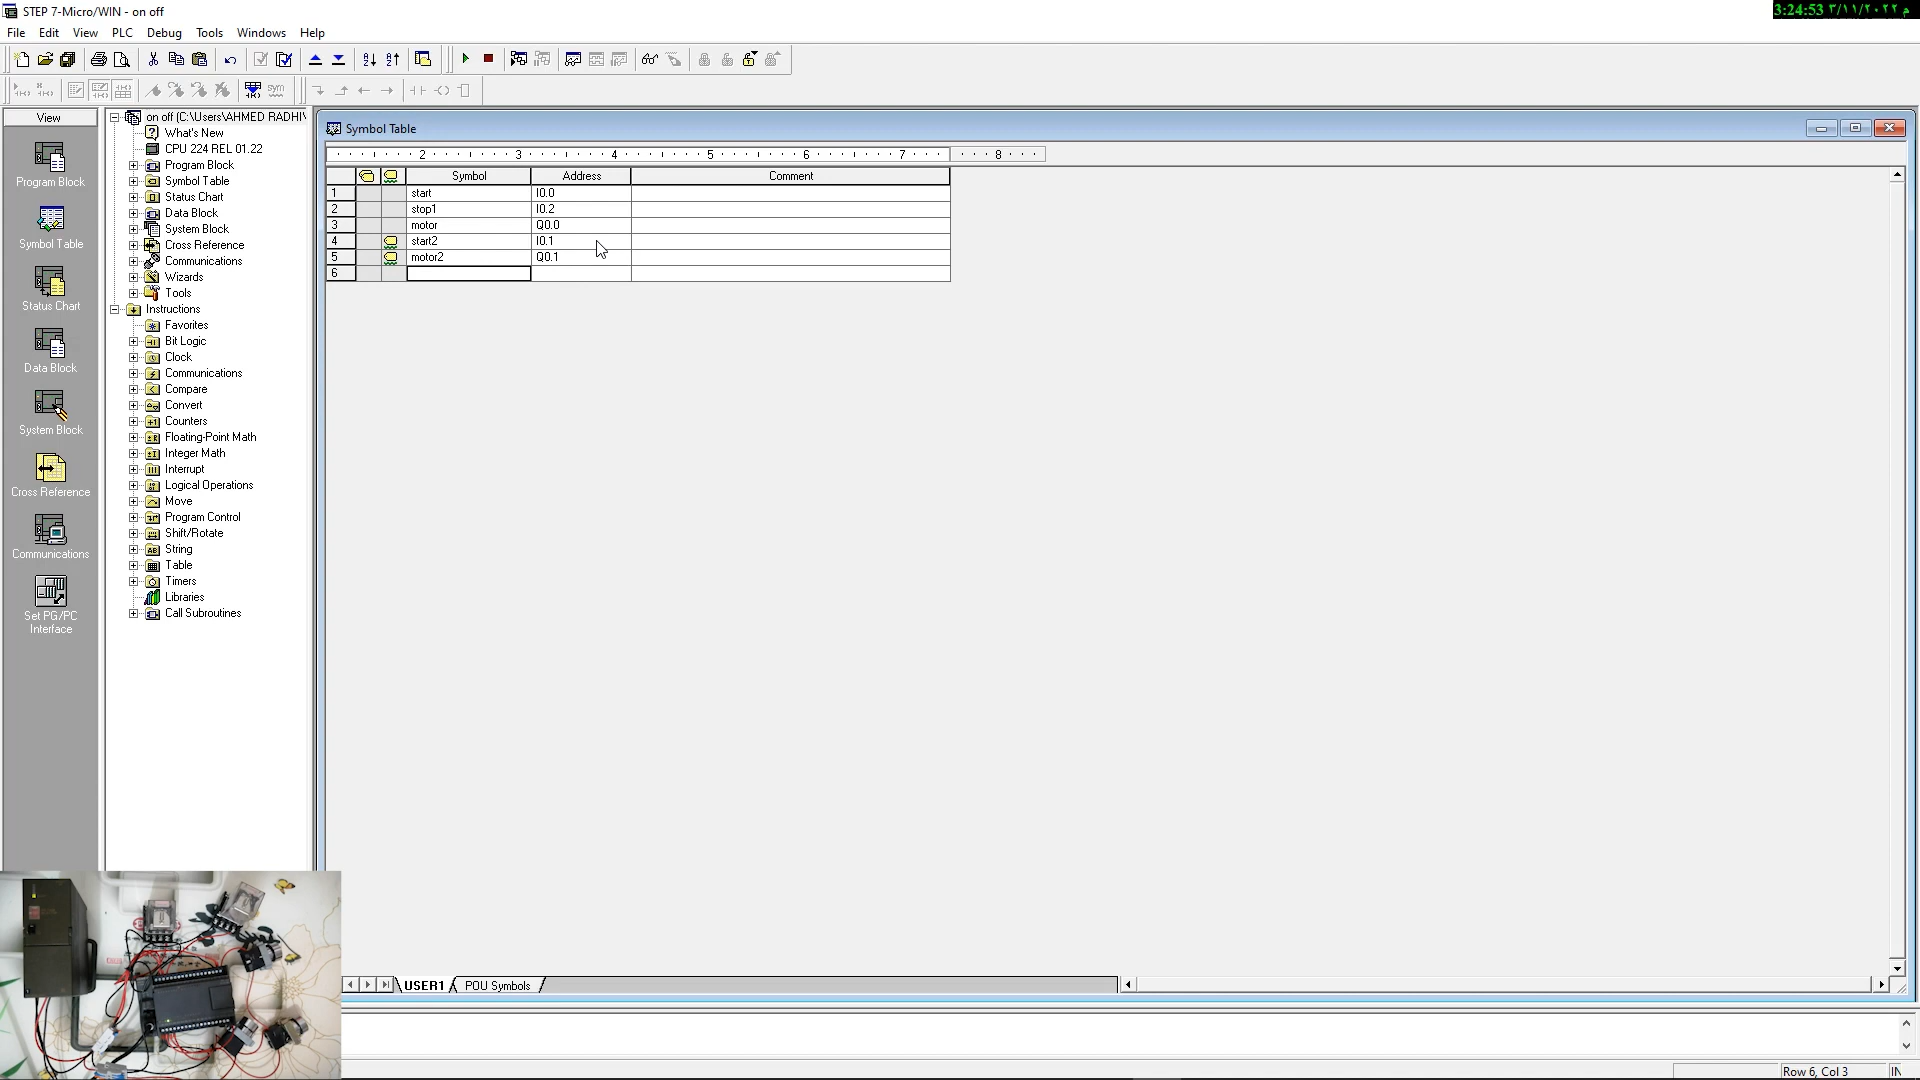 STEP 7-Micro/WIN - on off
3:24:53 م ٣/١١/٢٠٢٢
File Edit View PLC Debug Tools Windows Help
sym
View
Program Block
Symbol Table
Status Chart
Data Block
System Block
Cross Reference
Communications
Set PG/PC
Interface
on off (C:\Users\AHMED RADHI\
What's New
CPU 224 REL 01.22
Program Block
Symbol Table
Status Chart
Data Block
System Block
Cross Reference
Communications
Wizards
Tools
Instructions
Favorites
Bit Logic
Clock
Communications
Compare
Convert
Counters
Floating-Point Math
Integer Math
Interrupt
Logical Operations
Move
Program Control
Shift/Rotate
String
Table
Timers
Libraries
Call Subroutines
Symbol Table
2 3 4 5 6 7 8
Symbol Address Comment
1 start I0.0
2 stop1 I0.2
3 motor Q0.0
4 start2 I0.1
5 motor2 Q0.1
6
USER1 POU Symbols
Row 6, Col 3 IN